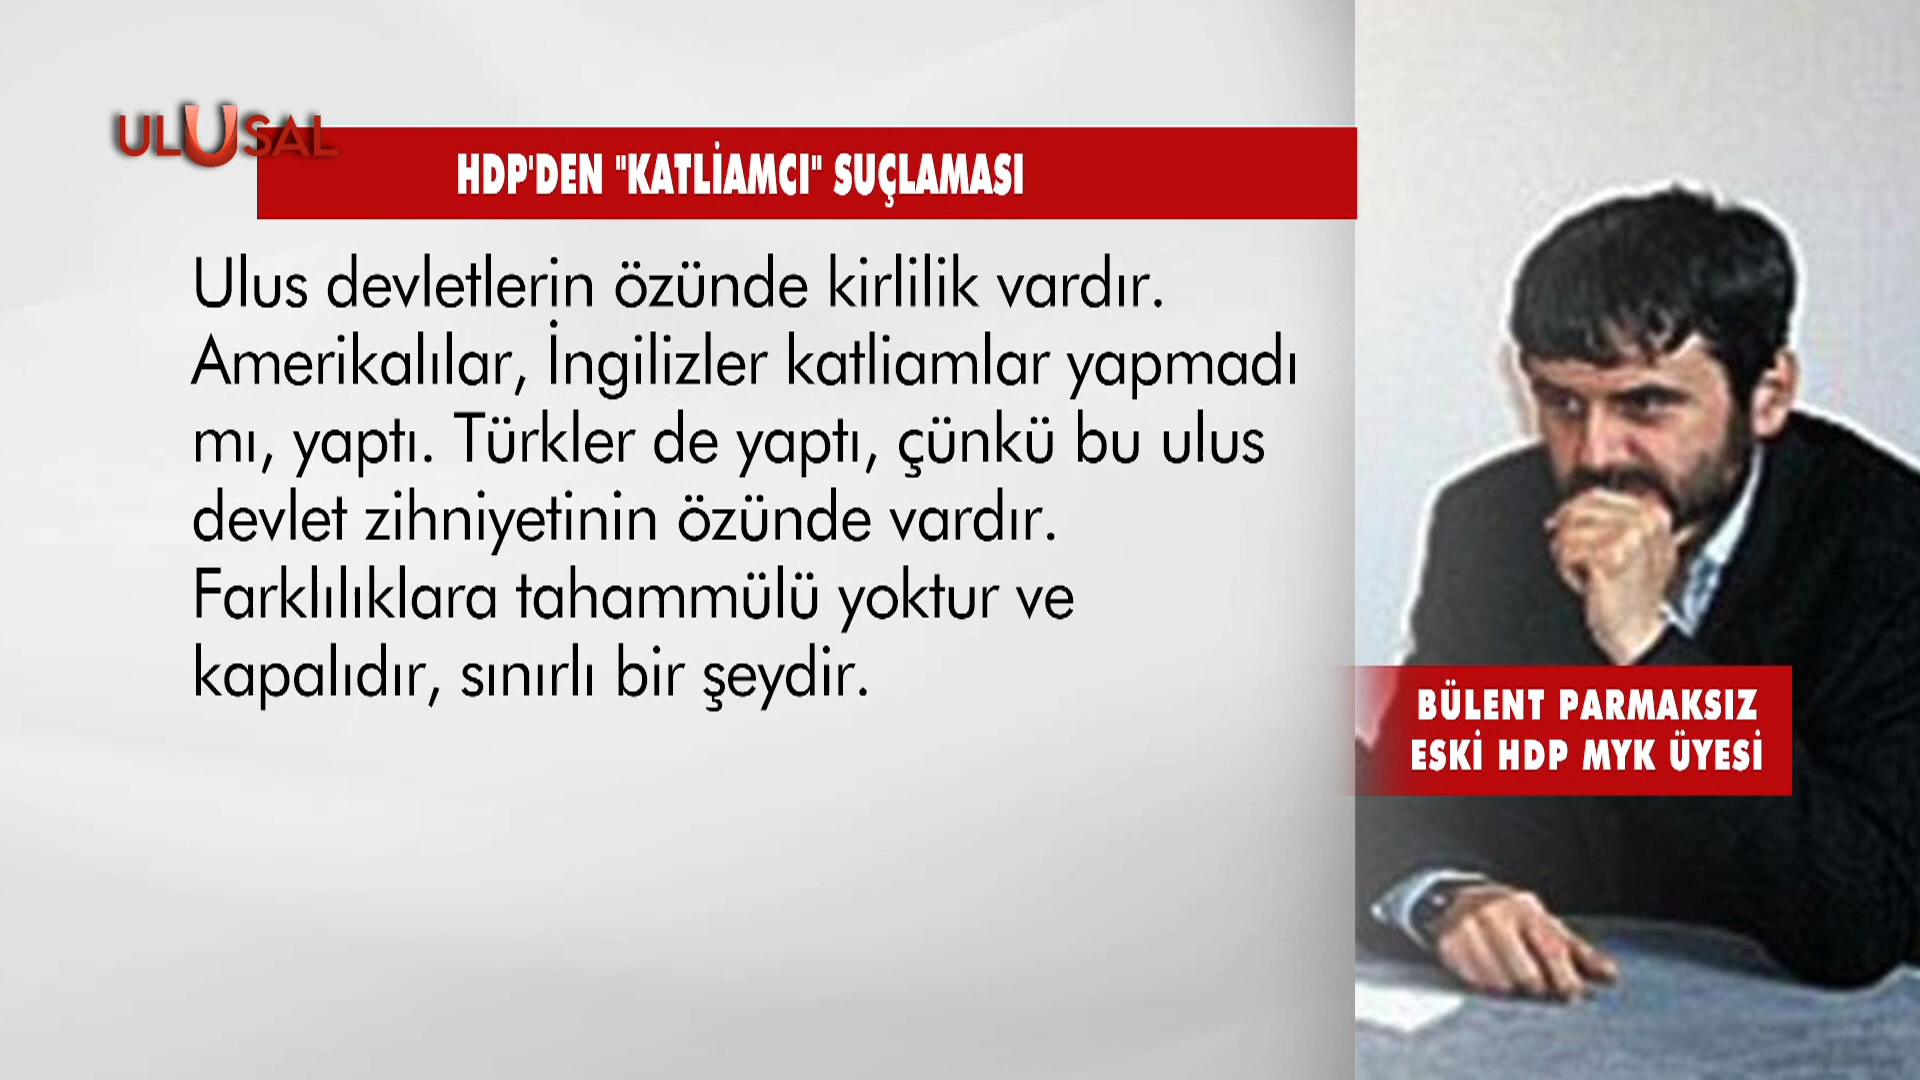 ULUSAL
HDP'DEN "KATLİAMCI" SUÇLAMASI
Ulus devletlerin özünde kirlilik vardır.
Amerikalılar, İngilizler katliamlar yapmadı
mı, yaptı. Türkler de yaptı, çünkü bu ulus
devlet zihniyetinin özünde vardır.
Farklılıklara tahammülü yoktur ve
kapalıdır, sınırlı bir şeydir.
BÜLENT PARMAKSIZ
ESKİ HDP MYK ÜYESİ